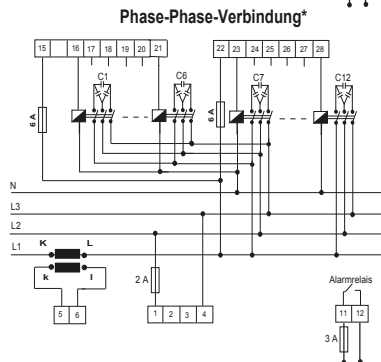 Phase-Phase-Verbindung*
15 16 17 18 19 20 21 22 23 24 25 26 27 28
C1 C6 C7 C12
6 A 6 A
N
L3
L2
L1
K L
k l
2 A
Alarmrelais
5 6 1 2 3 4 11 12
3 A